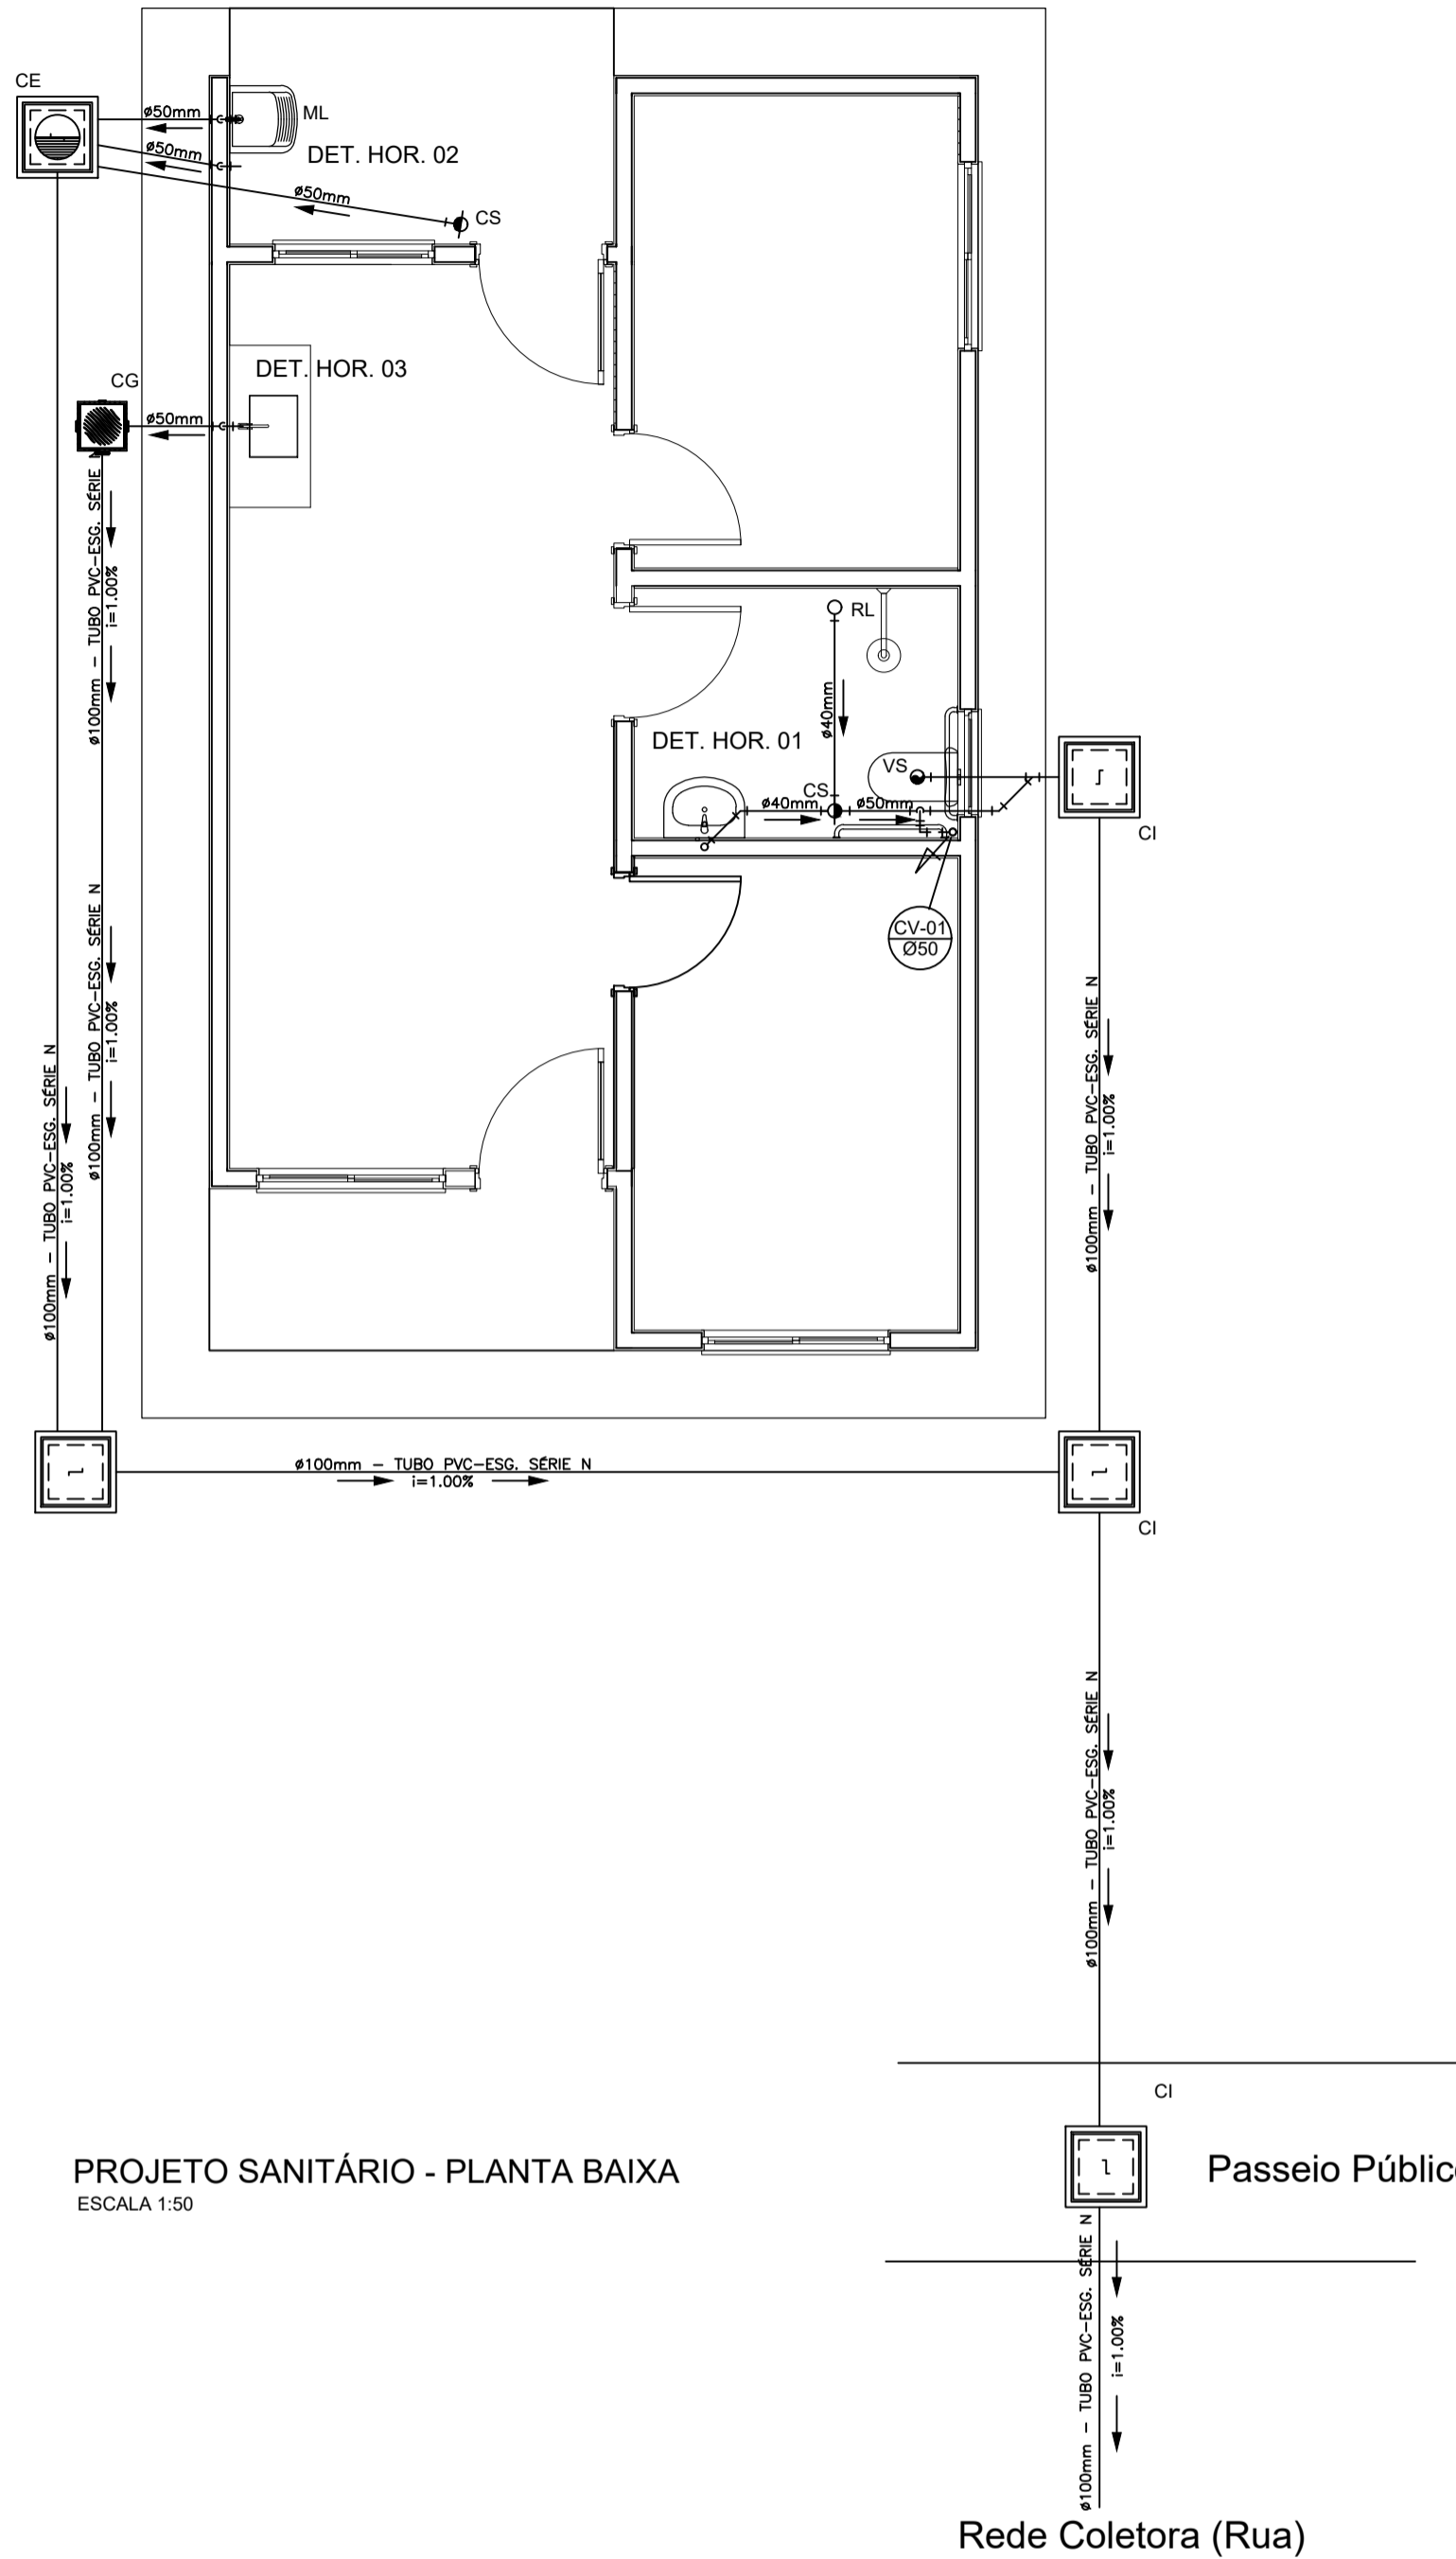 CE
ø50mm
ML
ø50mm
DET. HOR. 02
ø50mm
CS
DET. HOR. 03
CG
ø50mm
ø100mm – TUBO PVC–ESG. SÉRIE N
i=1.00%
RL
ø40mm
DET. HOR. 01
VS
CS
ø40mm
ø50mm
CI
CV-01
Ø50
ø100mm – TUBO PVC–ESG. SÉRIE N
i=1.00%
ø100mm – TUBO PVC–ESG. SÉRIE N
i=1.00%
ø100mm – TUBO PVC–ESG. SÉRIE N
i=1.00%
ø100mm – TUBO PVC–ESG. SÉRIE N
i=1.00%
CI
ø100mm – TUBO PVC–ESG. SÉRIE N
i=1.00%
CI
PROJETO SANITÁRIO - PLANTA BAIXA
ESCALA 1:50
Passeio Públic
ø100mm – TUBO PVC–ESG. SÉRIE N
i=1.00%
Rede Coletora (Rua)